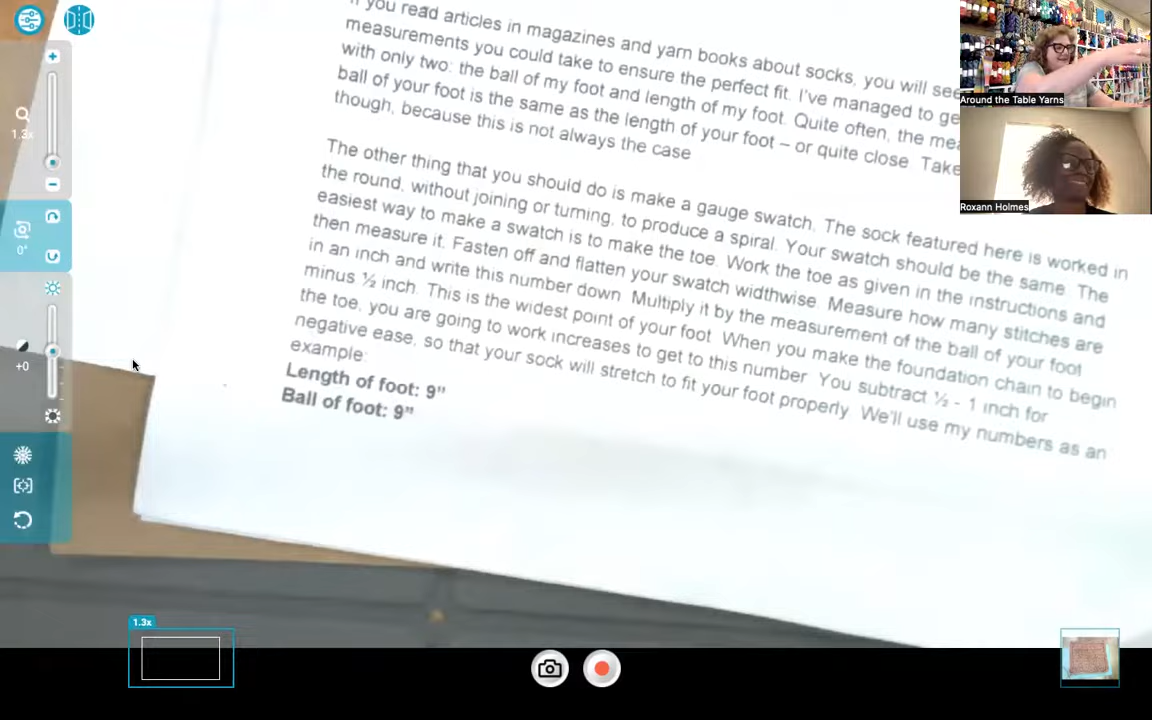 If you read articles in magazines and yarn books about socks, you will see
measurements you could take to ensure the perfect fit. I've managed to ge
with only two: the ball of my foot and length of my foot. Quite often, the mea
ball of your foot is the same as the length of your foot – or quite close. Take
though, because this is not always the case
The other thing that you should do is make a gauge swatch. The sock featured here is worked in
the round, without joining or turning, to produce a spiral. Your swatch should be the same. The
easiest way to make a swatch is to make the toe. Work the toe as given in the instructions and
then measure it. Fasten off and flatten your swatch widthwise. Measure how many stitches are
in an inch and write this number down. Multiply it by the measurement of the ball of your foot
minus ½ inch. This is the widest point of your foot. When you make the foundation chain to begin
the toe, you are going to work increases to get to this number. You subtract ½ - 1 inch for
negative ease, so that your sock will stretch to fit your foot properly. We'll use my numbers as an
example:
Length of foot: 9"
Ball of foot: 9"
Around the Table Yarns
Roxann Holmes
1.3x
0°
+0
1.3x